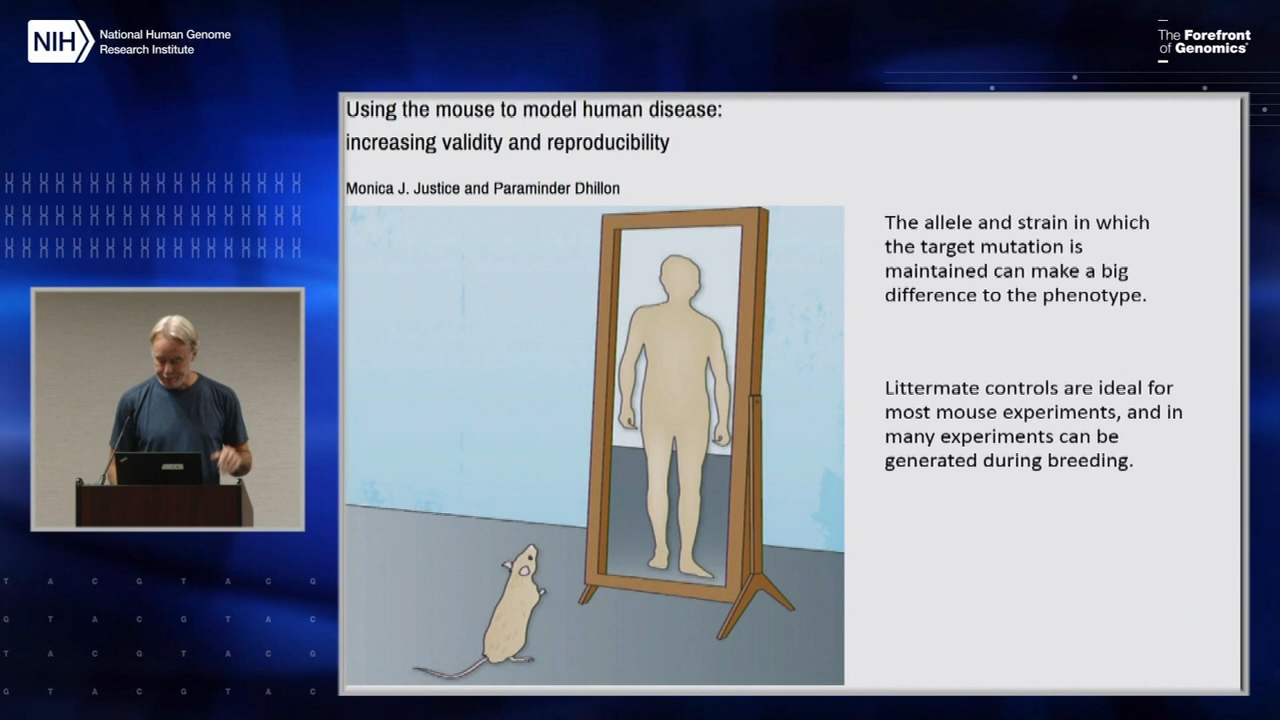 NIH
National Human Genome
Research Institute
The Forefront
of Genomics®
Using the mouse to model human disease:
increasing validity and reproducibility
Monica J. Justice and Paraminder Dhillon
The allele and strain in which
the target mutation is
maintained can make a big
difference to the phenotype.
Littermate controls are ideal for
most mouse experiments, and in
many experiments can be
generated during breeding.
T A C G T A C G
G T A C G T A C
T A C G T A C G
G T A C G T A C